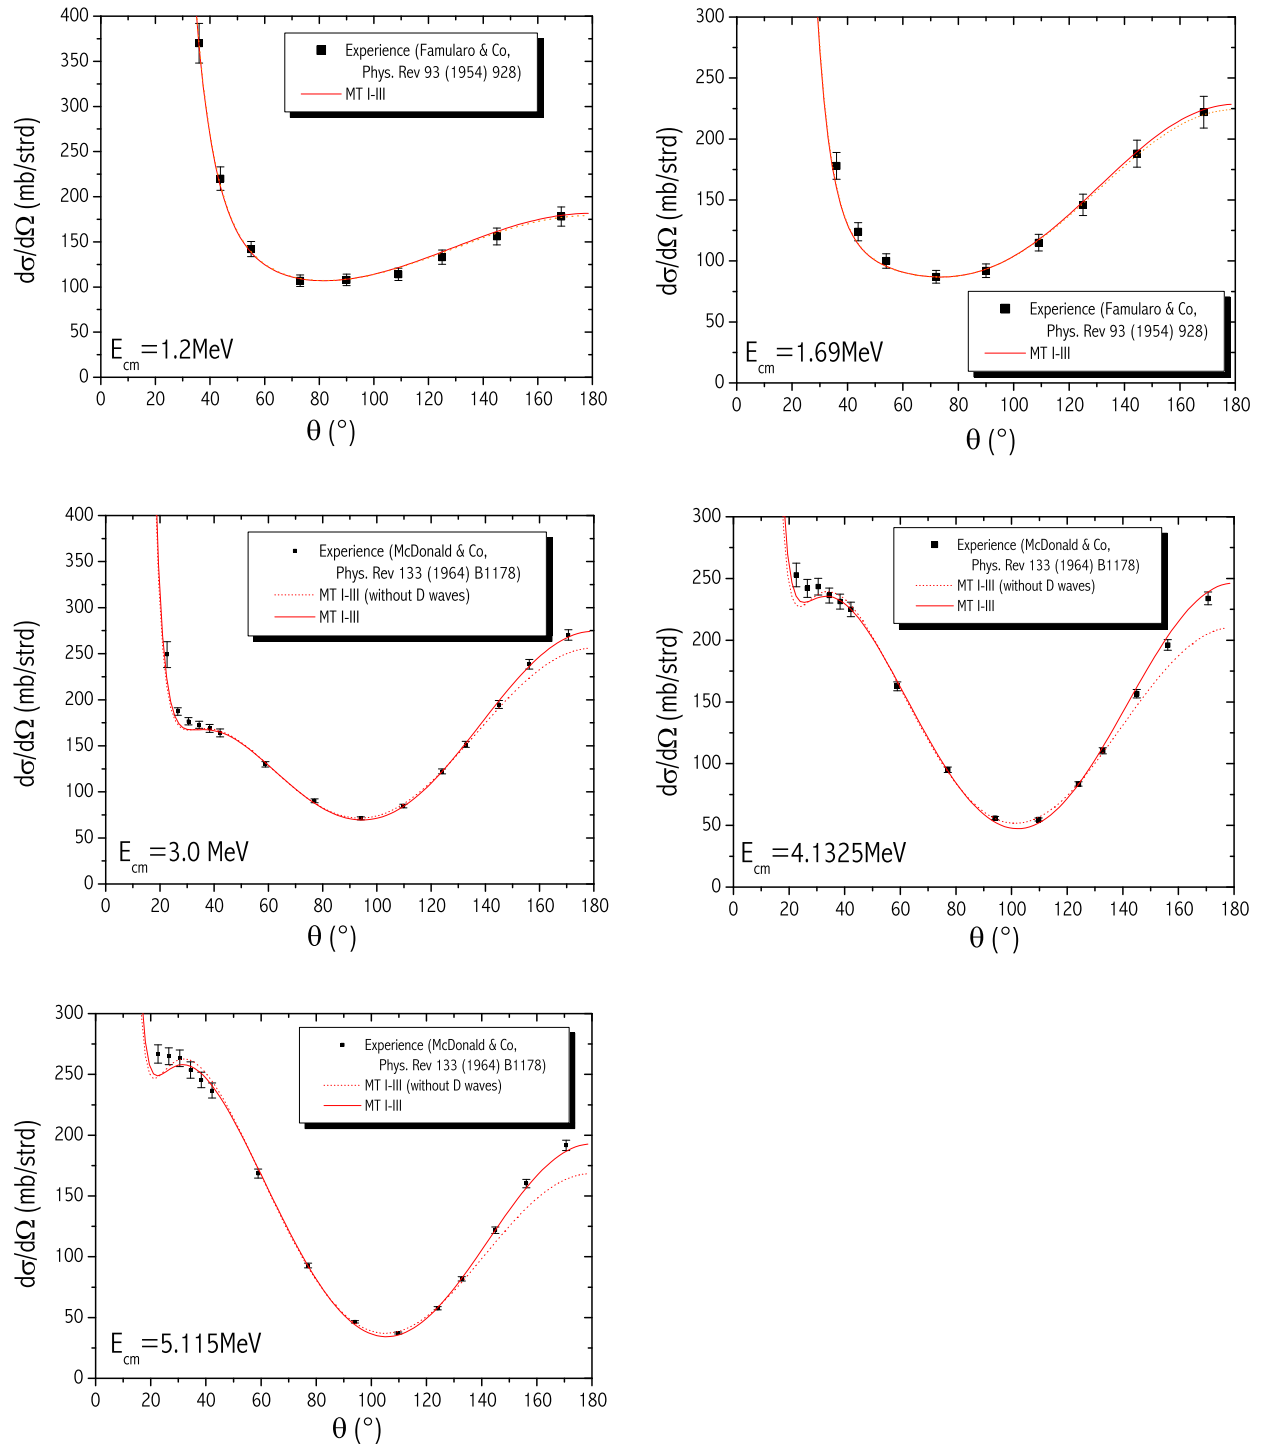 400
350
300
250
200
150
100
50
0
dσ/dΩ (mb/strd)
Experience (Famularo & Co,
Phys. Rev 93 (1954) 928)
MT I-III
Ecm=1.2MeV
0 20 40 60 80 100 120 140 160 180
θ (°)
300
250
200
150
100
50
0
dσ/dΩ (mb/strd)
Experience (Famularo & Co,
Phys. Rev 93 (1954) 928)
MT I-III
Ecm=1.69MeV
0 20 40 60 80 100 120 140 160 180
θ (°)
400
350
300
250
200
150
100
50
0
dσ/dΩ (mb/strd)
Experience (McDonald & Co,
Phys. Rev 133 (1964) B1178)
MT I-III (without D waves)
MT I-III
Ecm=3.0 MeV
0 20 40 60 80 100 120 140 160 180
θ (°)
300
250
200
150
100
50
0
dσ/dΩ (mb/strd)
Experience (McDonald & Co,
Phys. Rev 133 (1964) B1178)
MT I-III (without D waves)
MT I-III
Ecm=4.1325MeV
0 20 40 60 80 100 120 140 160 180
θ (°)
300
250
200
150
100
50
0
dσ/dΩ (mb/strd)
Experience (McDonald & Co,
Phys. Rev 133 (1964) B1178)
MT I-III (without D waves)
MT I-III
Ecm=5.115MeV
0 20 40 60 80 100 120 140 160 180
θ (°)